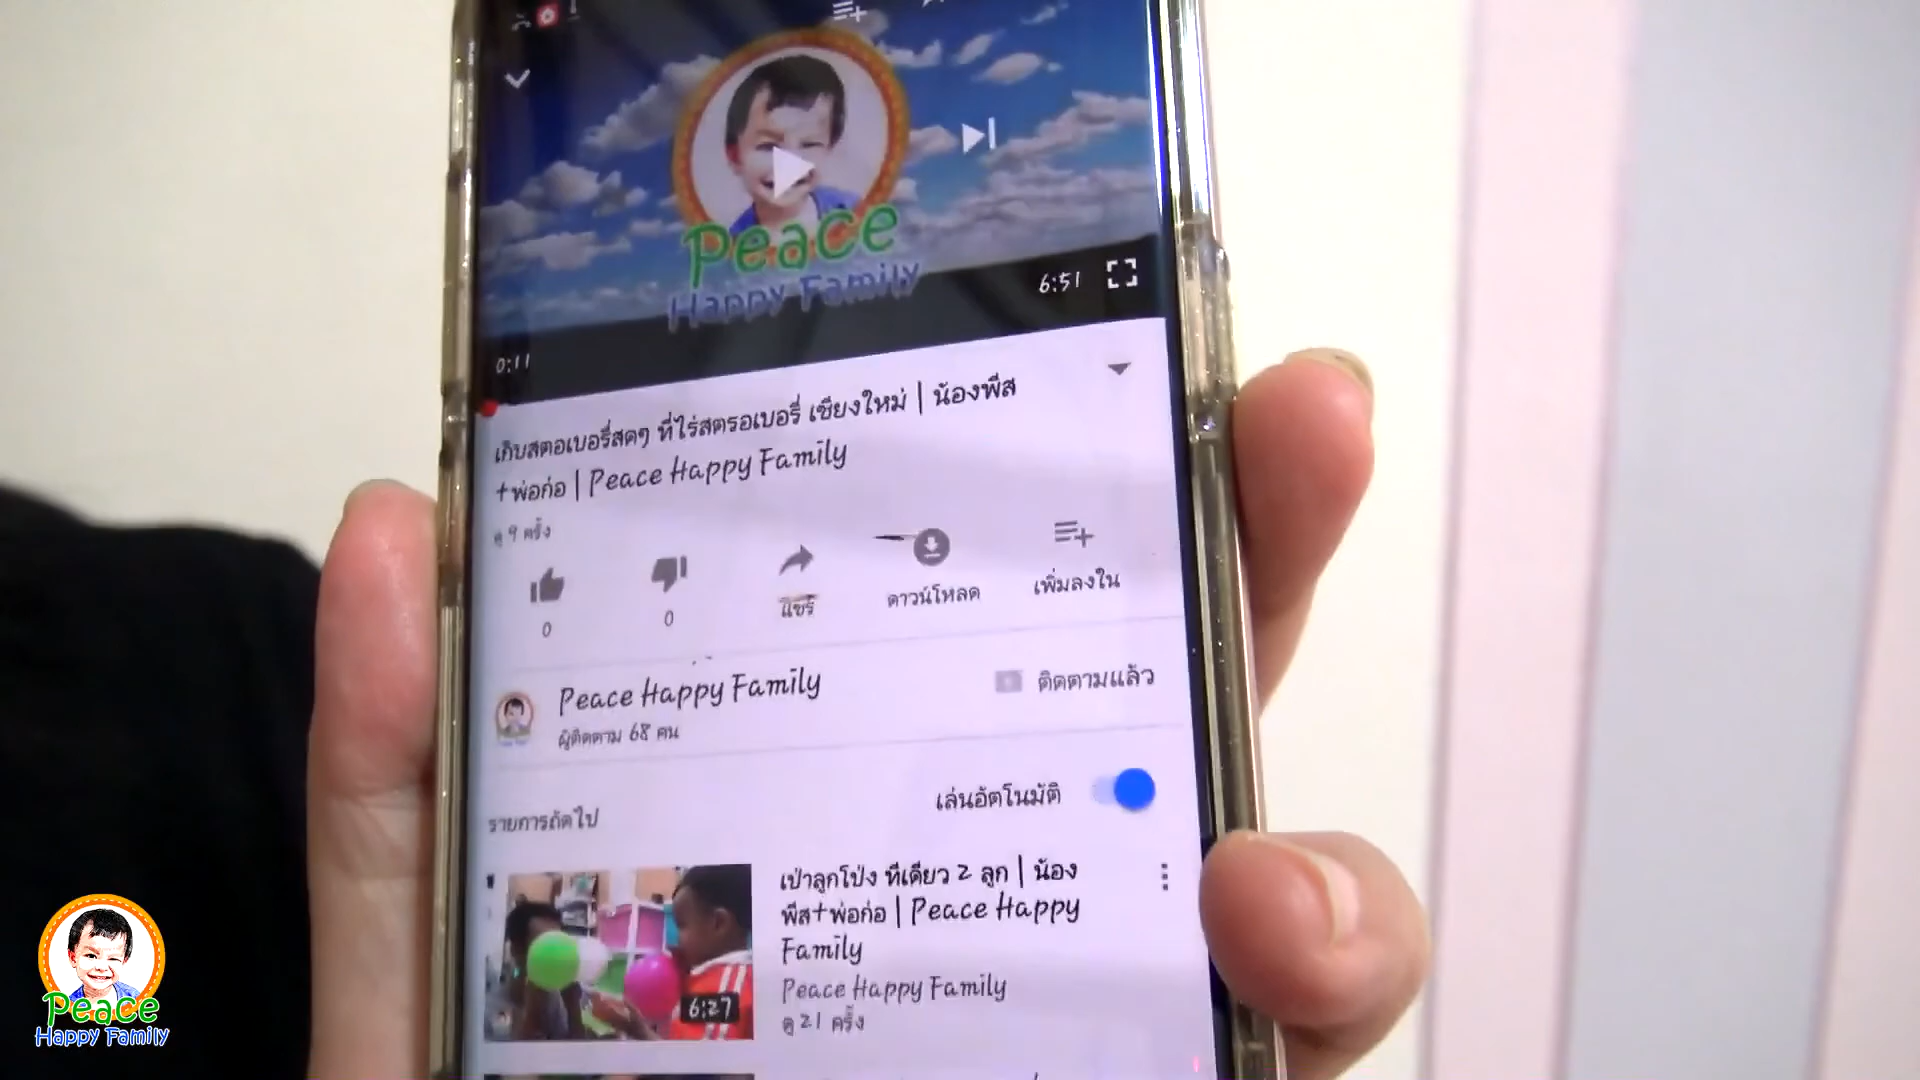 Peace
Happy Family
6:51
0:11
เก็บสตอเบอรี่สดๆ ที่ไร่สตรอเบอรี่ เชียงใหม่ | น้องพีส
+พ่อก่อ | Peace Happy Family
ดู 9 ครั้ง
0
0
แชร์
ดาวน์โหลด
เพิ่มลงใน
Peace Happy Family
ผู้ติดตาม 68 คน
ติดตามแล้ว
รายการถัดไป
เล่นอัตโนมัติ
เป่าลูกโป่ง ทีเดียว 2 ลูก | น้อง
พีส+พ่อก่อ | Peace Happy
Family
Peace Happy Family
ดู 21 ครั้ง
6:27
Peace
Happy Family